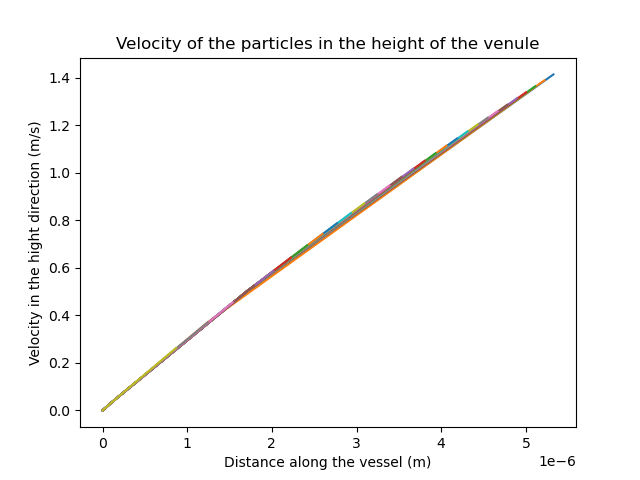 Velocity of the particles in the height of the venule
Velocity in the hight direction (m/s)
1.4
1.2
1.0
0.8
0.6
0.4
0.2
0.0
0 1 2 3 4 5
1e−6
Distance along the vessel (m)